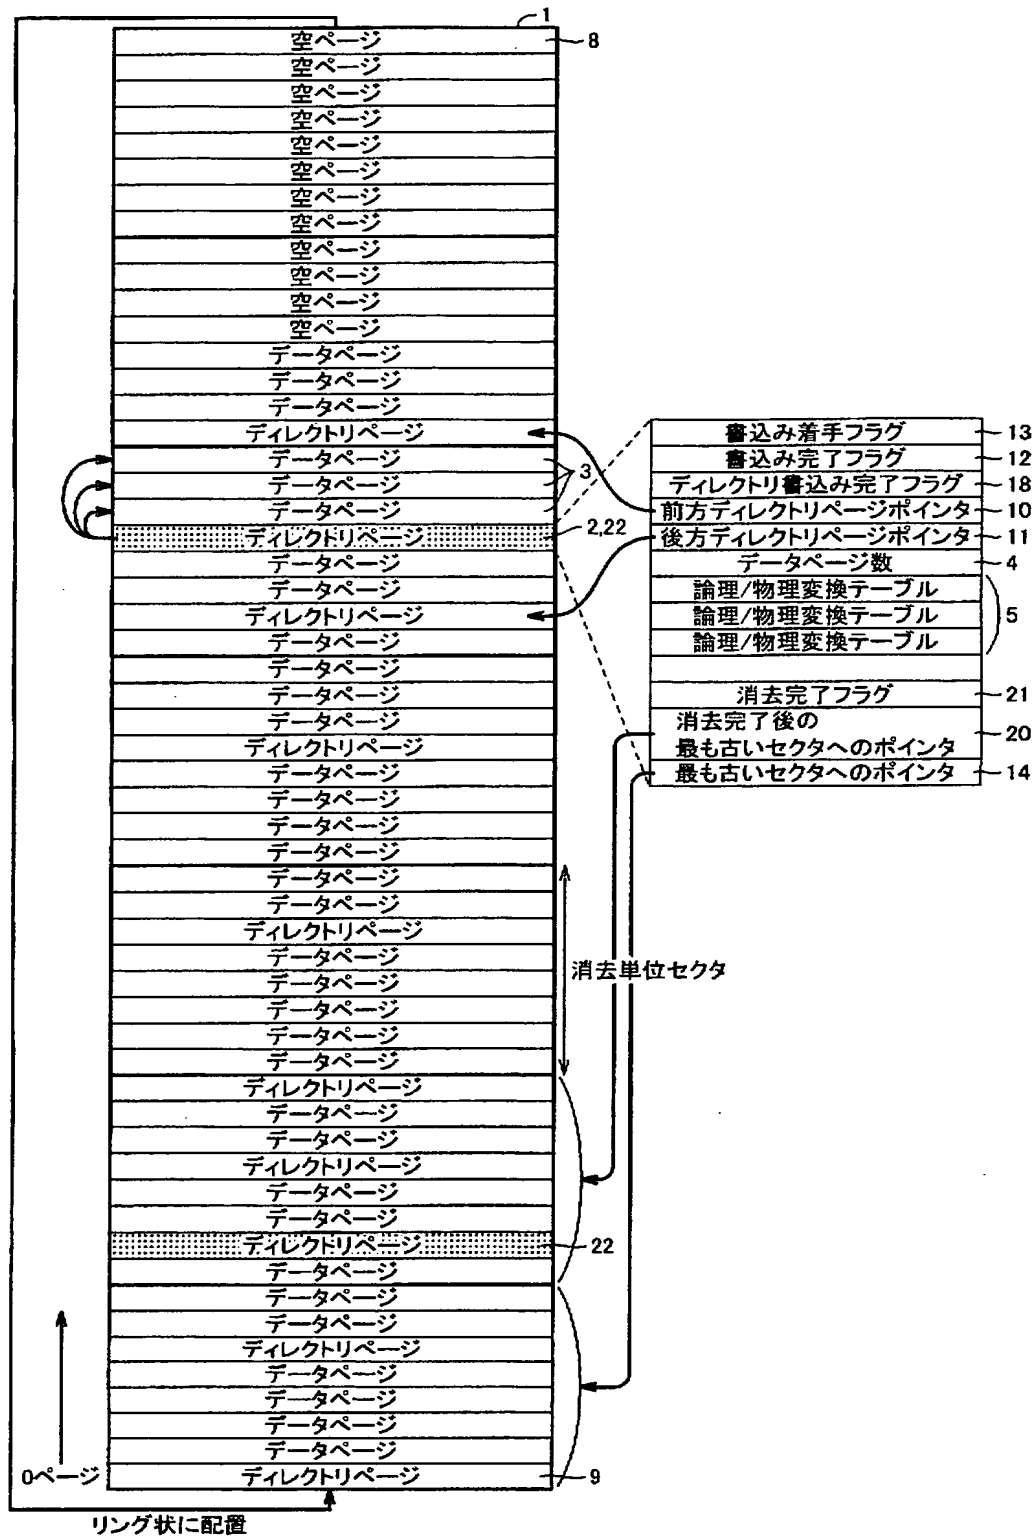 1
空ページ 8
空ページ
空ページ
空ページ
空ページ
空ページ
空ページ
空ページ
空ページ
空ページ
空ページ
空ページ
データページ
データページ
データページ
ディレクトリページ
データページ
データページ 3
データページ
ディレクトリページ 2,22
データページ
データページ
ディレクトリページ
データページ
データページ
データページ
データページ
ディレクトリページ
データページ
データページ
データページ
データページ
データページ
データページ
ディレクトリページ
データページ
データページ
データページ
データページ
データページ
ディレクトリページ
データページ
データページ
ディレクトリページ
データページ
データページ
ディレクトリページ 22
データページ
データページ
データページ
ディレクトリページ
データページ
データページ
データページ
データページ
0ページ ディレクトリページ 9
リング状に配置
書込み着手フラグ 13
書込み完了フラグ 12
ディレクトリ書込み完了フラグ 18
前方ディレクトリページポインタ 10
後方ディレクトリページポインタ 11
データページ数 4
論理/物理変換テーブル
論理/物理変換テーブル 5
論理/物理変換テーブル
消去完了フラグ 21
消去完了後の
最も古いセクタへのポインタ 20
最も古いセクタへのポインタ 14
消去単位セクタ